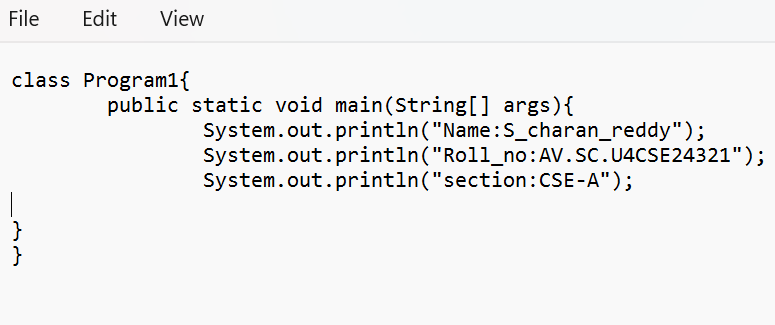 File Edit View
class Program1{
        public static void main(String[] args){
                System.out.println("Name:S_charan_reddy");
                System.out.println("Roll_no:AV.SC.U4CSE24321");
                System.out.println("section:CSE-A");
}
}